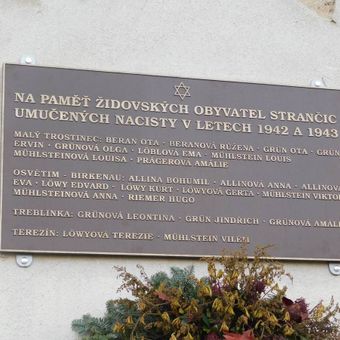 NA PAMĚŤ ŽIDOVSKÝCH OBYVATEL STRANČIC
UMUČENÝCH NACISTY V LETECH 1942 A 1943
MALÝ TROSTINEC: BERAN OTA · BERANOVÁ RŮŽENA · GRÜN OTA ·
ERVIN · GRÜNOVÁ OLGA · LÖBLOVÁ EMA · MÜHLSTEIN LOUIS
MÜHLSTEINOVÁ LOUISA · PRÄGEROVÁ AMALIE
OSVĚTIM - BIRKENAU: ALLINA BOHUMIL · ALLINOVÁ ANNA · ALLINOVÁ
EVA · LÖWY EDVARD · LÖWY KURT · LÖWYOVÁ GERTA · MÜHLSTEIN VIKTOR
MÜHLSTEINOVÁ ANNA · RIEMER HUGO
TREBLINKA: GRÜNOVÁ LEONTINA · GRÜN JINDŘICH · GRÜNOVÁ AMALIE
TEREZÍN: LÖWYOVÁ TEREZIE · MÜHLSTEIN VILÉM